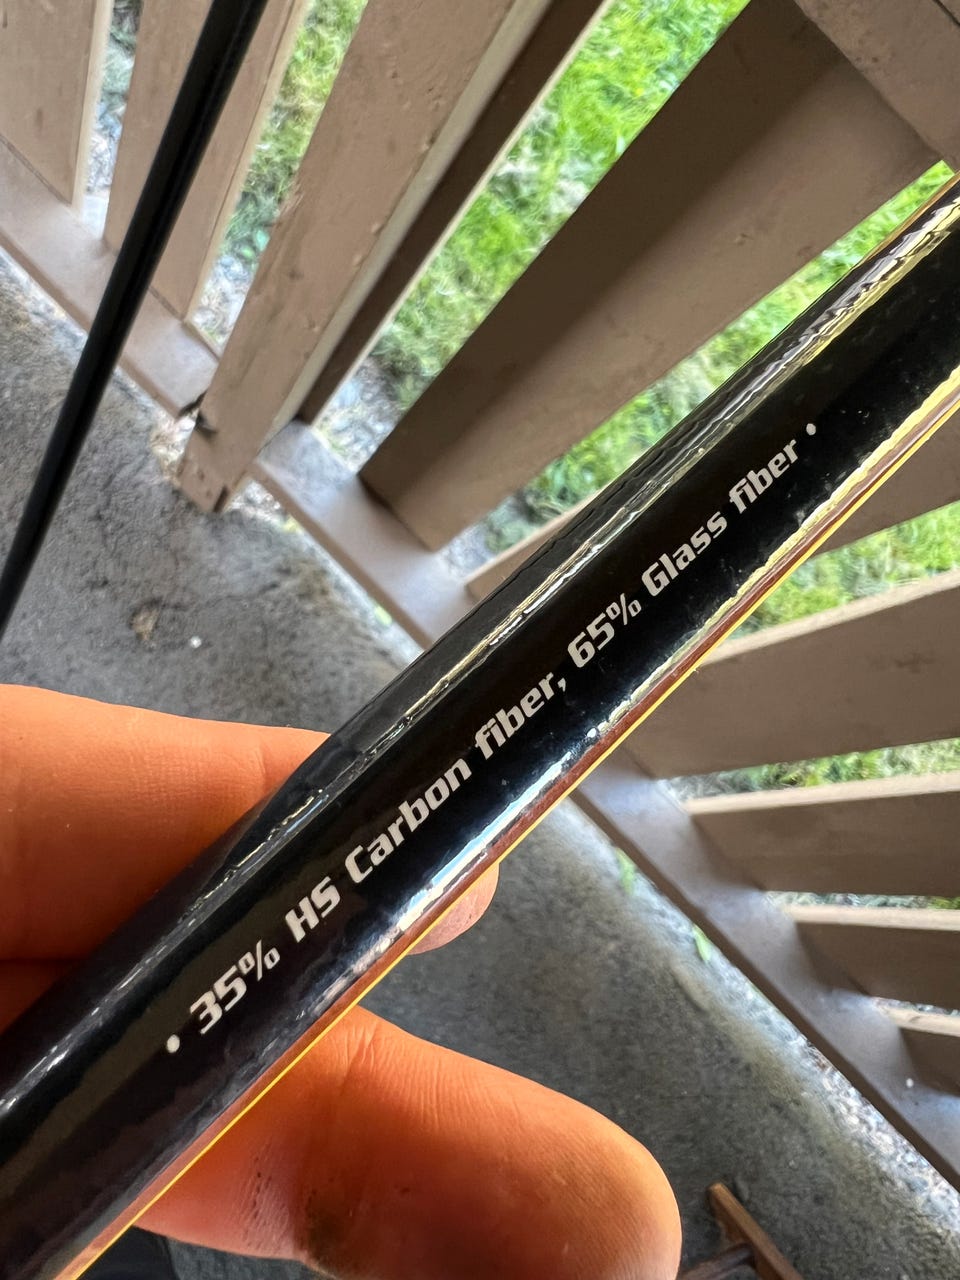 • 35% HS Carbon fiber, 65% Glass fiber •